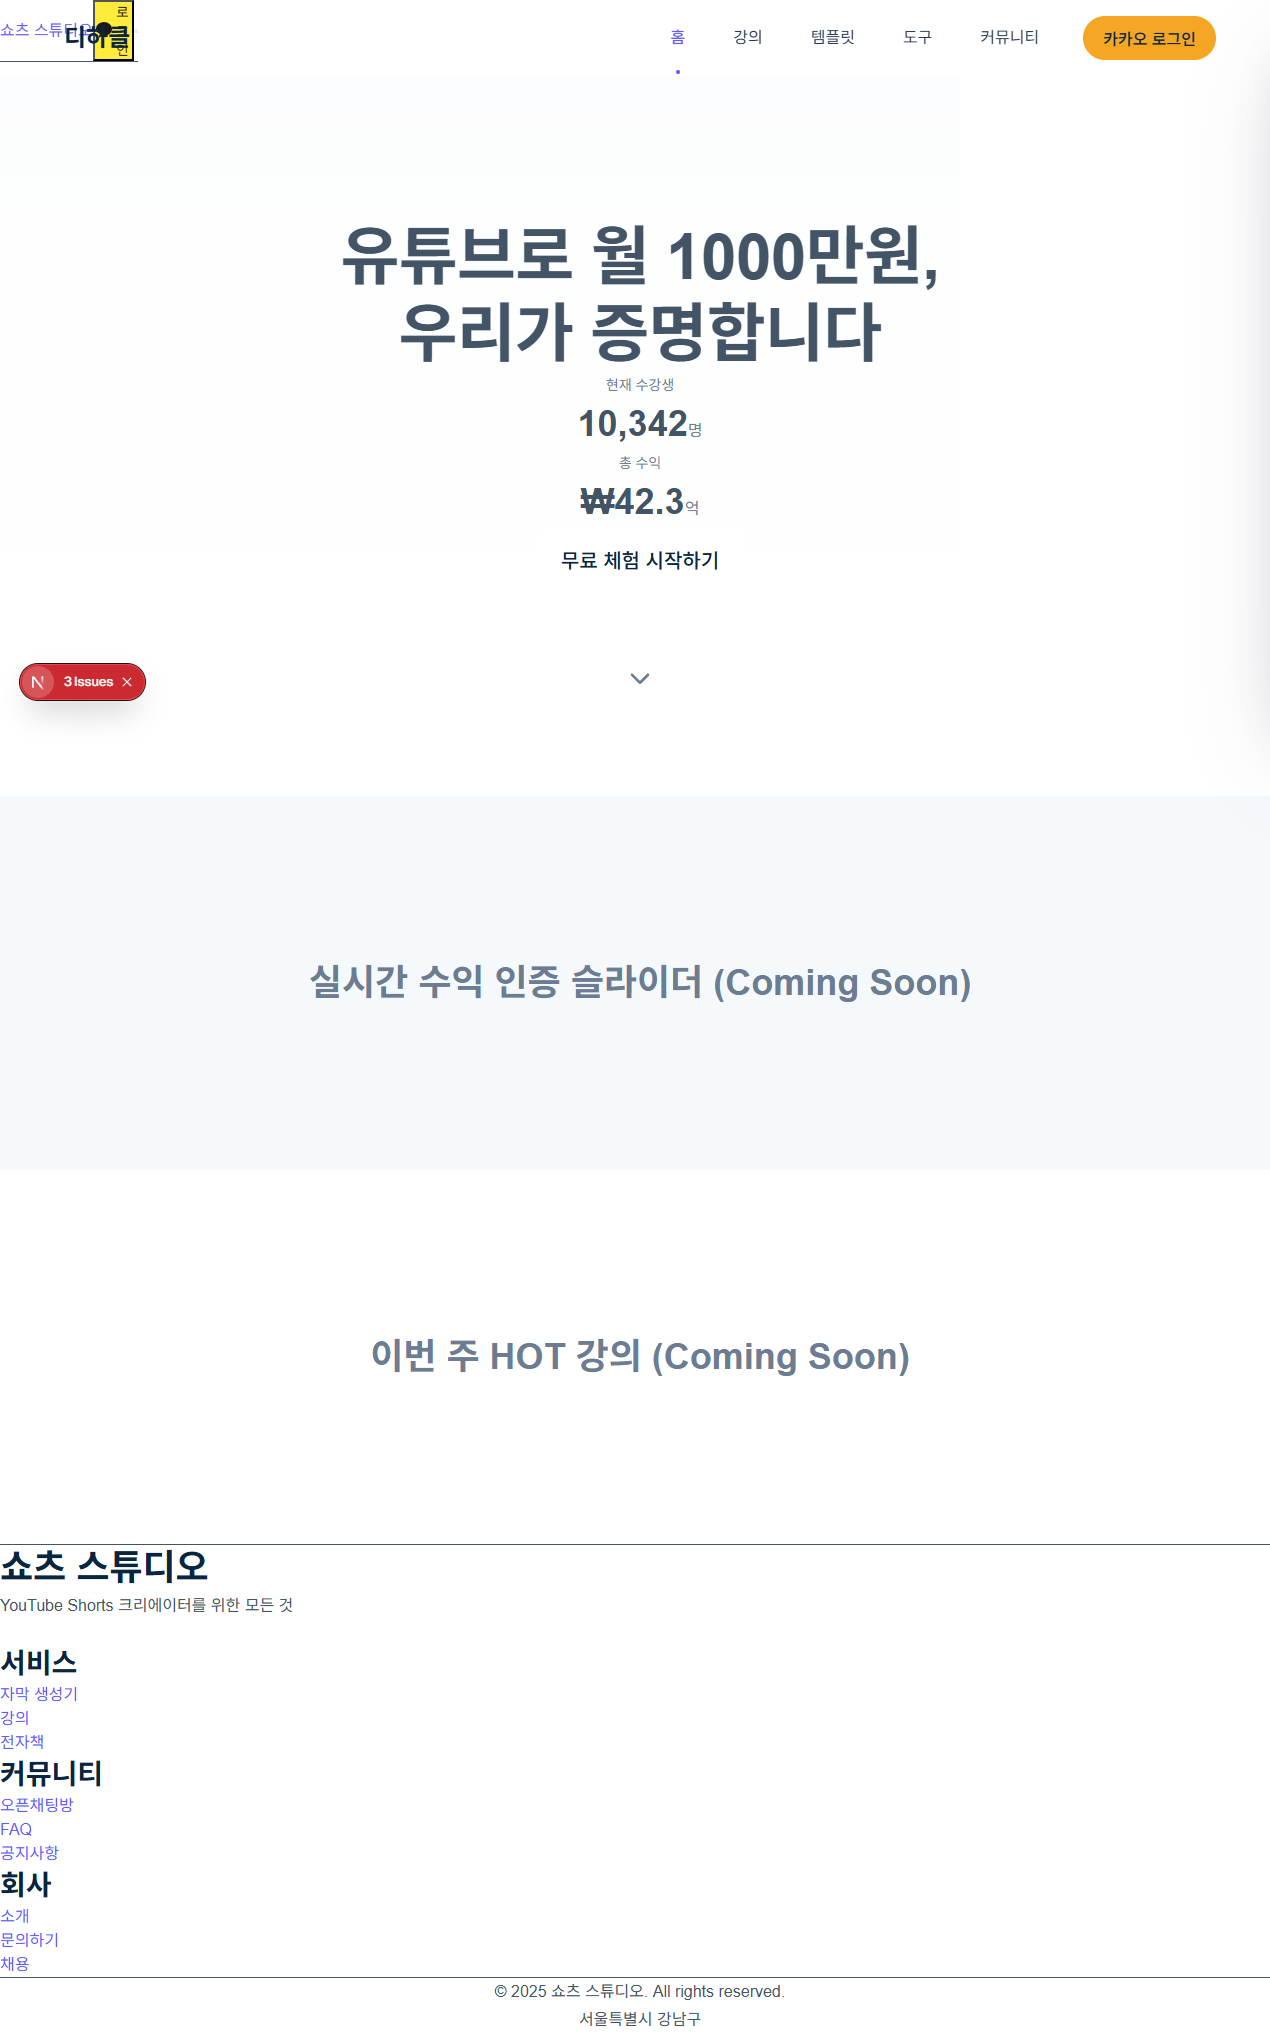 쇼츠 스튜디오
디하클
홈
강의
템플릿
도구
커뮤니티
카카오 로그인
유튜브로 월 1000만원,
우리가 증명합니다
현재 수강생
10,342명
총 수익
₩42.3억
무료 체험 시작하기
3 Issues
실시간 수익 인증 슬라이더 (Coming Soon)
이번 주 HOT 강의 (Coming Soon)
쇼츠 스튜디오
YouTube Shorts 크리에이터를 위한 모든 것
서비스
자막 생성기
강의
전자책
커뮤니티
오픈채팅방
FAQ
공지사항
회사
소개
문의하기
채용
© 2025 쇼츠 스튜디오. All rights reserved.
서울특별시 강남구